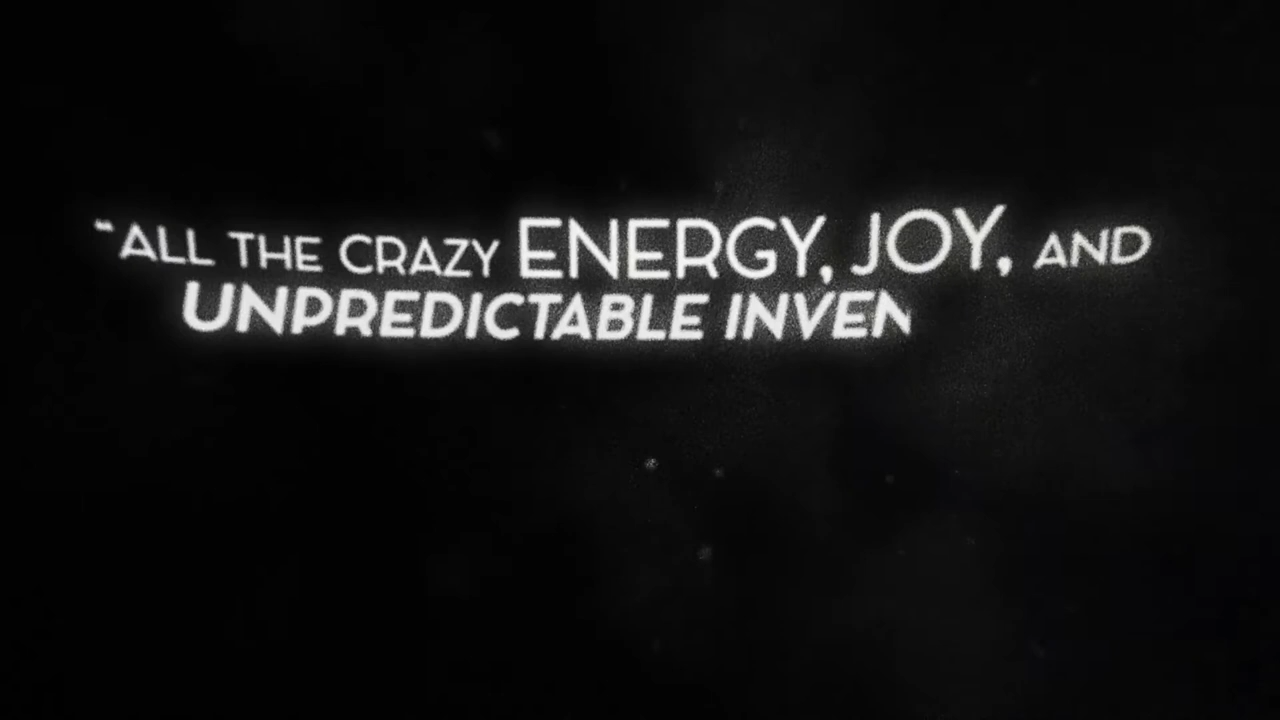 “ALL THE CRAZY ENERGY, JOY, AND
UNPREDICTABLE INVEN